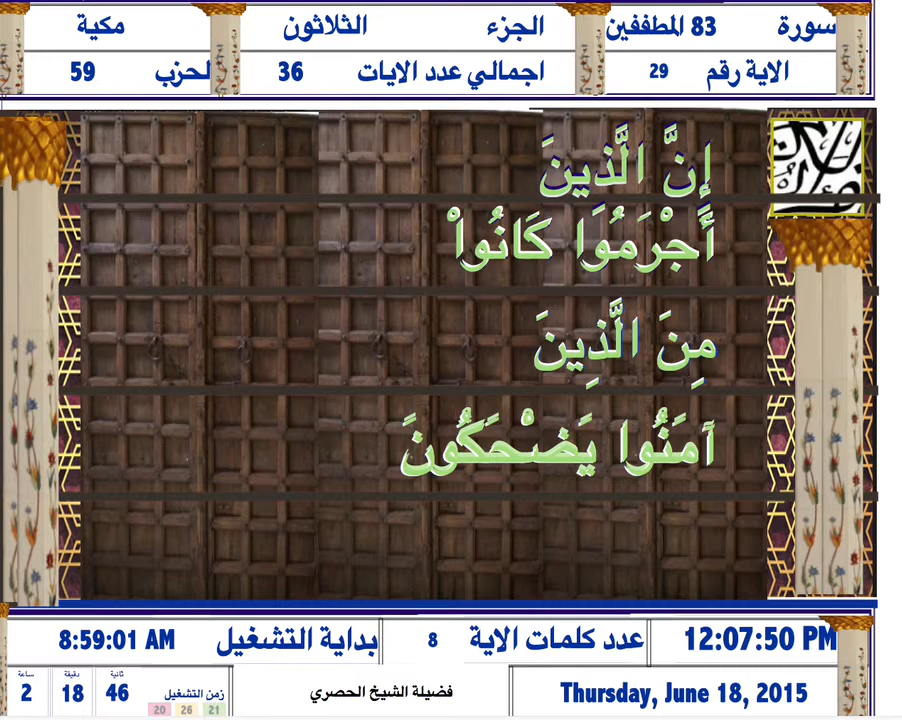 سورة 83 المطففين الجزء الثلاثون مكية
الاية رقم 29 اجمالي عدد الايات 36 لحزب 59
إِنَّ الَّذِينَ
أَجْرَمُوا كَانُواْ
مِنَ الَّذِينَ
آمَنُوا يَضْحَكُونَ
12:07:50 PM عدد كلمات الاية 8 بداية التشغيل 8:59:01 AM
Thursday, June 18, 2015 فضيلة الشيخ الحصري زمن التشغيل ثانية 46 دقيقة 18 ساعة 2
21 26 20